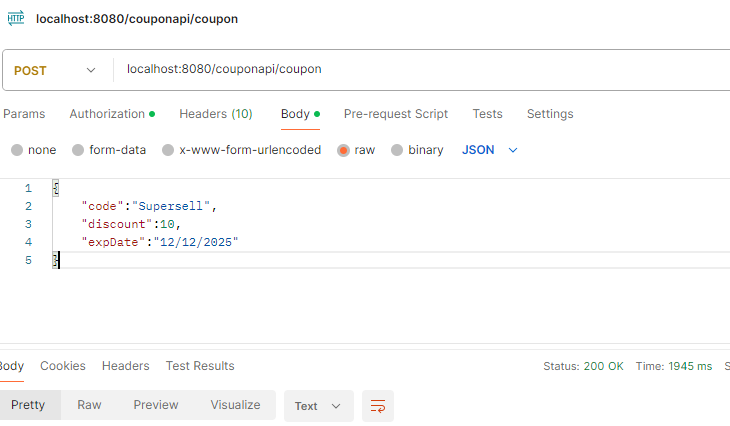 HTTP localhost:8080/couponapi/coupon
POST localhost:8080/couponapi/coupon
Params Authorization Headers (10) Body Pre-request Script Tests Settings
none form-data x-www-form-urlencoded raw binary JSON
1 {
2 "code":"Supersell",
3 "discount":10,
4 "expDate":"12/12/2025"
5 }
Body Cookies Headers Test Results Status: 200 OK Time: 1945 ms S
Pretty Raw Preview Visualize Text